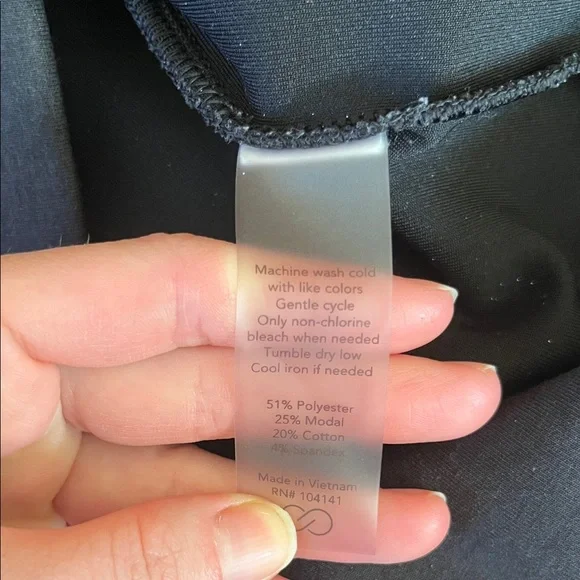 Machine wash cold
with like colors
Gentle cycle
Only non-chlorine
bleach when needed
Tumble dry low
Cool iron if needed
51% Polyester
25% Modal
20% Cotton
4% Spandex
Made in Vietnam
RN# 104141